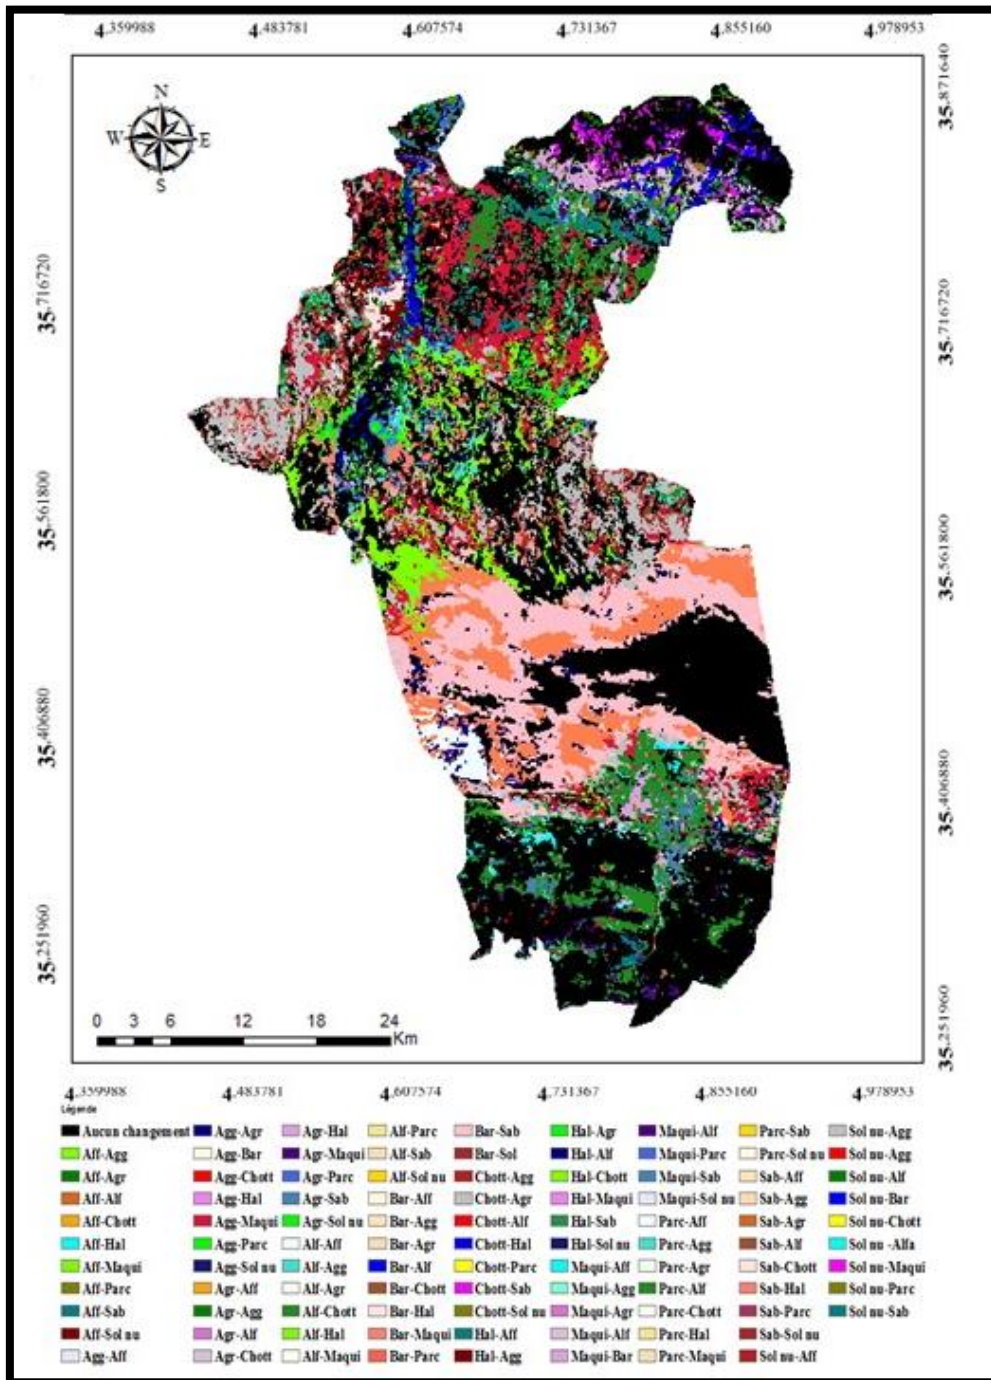 4.359988 4.483781 4.607574 4.731367 4.855160 4.978953
35.871640
N
W E
S
35.716720 35.716720
35.561800 35.561800
35.406880 35.406880
35.251960 35.251960
0 3 6 12 18 24
Km
4.359988 4.483781 4.607574 4.731367 4.855160 4.978953
Légende
Aucun changement Agg-Agr Agr-Hal Alf-Parc Bar-Sab Hal-Agr Maqui-Alf Parc-Sab Sol nu-Agg
Aff-Agg Agg-Bar Agr-Maqui Alf-Sab Bar-Sol Hal-Alf Maqui-Parc Parc-Sol nu Sol nu-Agg
Aff-Agr Agg-Chott Agr-Parc Alf-Sol nu Chott-Agg Hal-Chott Maqui-Sab Sab-Aff Sol nu-Alf
Aff-Alf Agg-Hal Agr-Sab Bar-Aff Chott-Agr Hal-Maqui Maqui-Sol nu Sab-Agg Sol nu-Bar
Aff-Chott Agg-Maqui Agr-Sol nu Bar-Agg Chott-Alf Hal-Sab Parc-Aff Sab-Agr Sol nu-Chott
Aff-Hal Agg-Parc Alf-Aff Bar-Agr Chott-Hal Hal-Sol nu Parc-Agg Sab-Alf Sol nu -Alfa
Aff-Maqui Agg-Sol nu Alf-Agg Bar-Alf Chott-Parc Maqui-Aff Parc-Agr Sab-Chott Sol nu-Maqui
Aff-Parc Agr-Aff Alf-Agr Bar-Chott Chott-Sab Maqui-Agg Parc-Alf Sab-Hal Sol nu-Parc
Aff-Sab Agr-Agg Alf-Chott Bar-Hal Chott-Sol nu Maqui-Agr Parc-Chott Sab-Parc Sol nu-Sab
Aff-Sol nu Agr-Alf Alf-Hal Bar-Maqui Hal-Aff Maqui-Alf Parc-Hal Sab-Sol nu
Agg-Aff Agr-Chott Alf-Maqui Bar-Parc Hal-Agg Maqui-Bar Parc-Maqui Sol nu-Aff